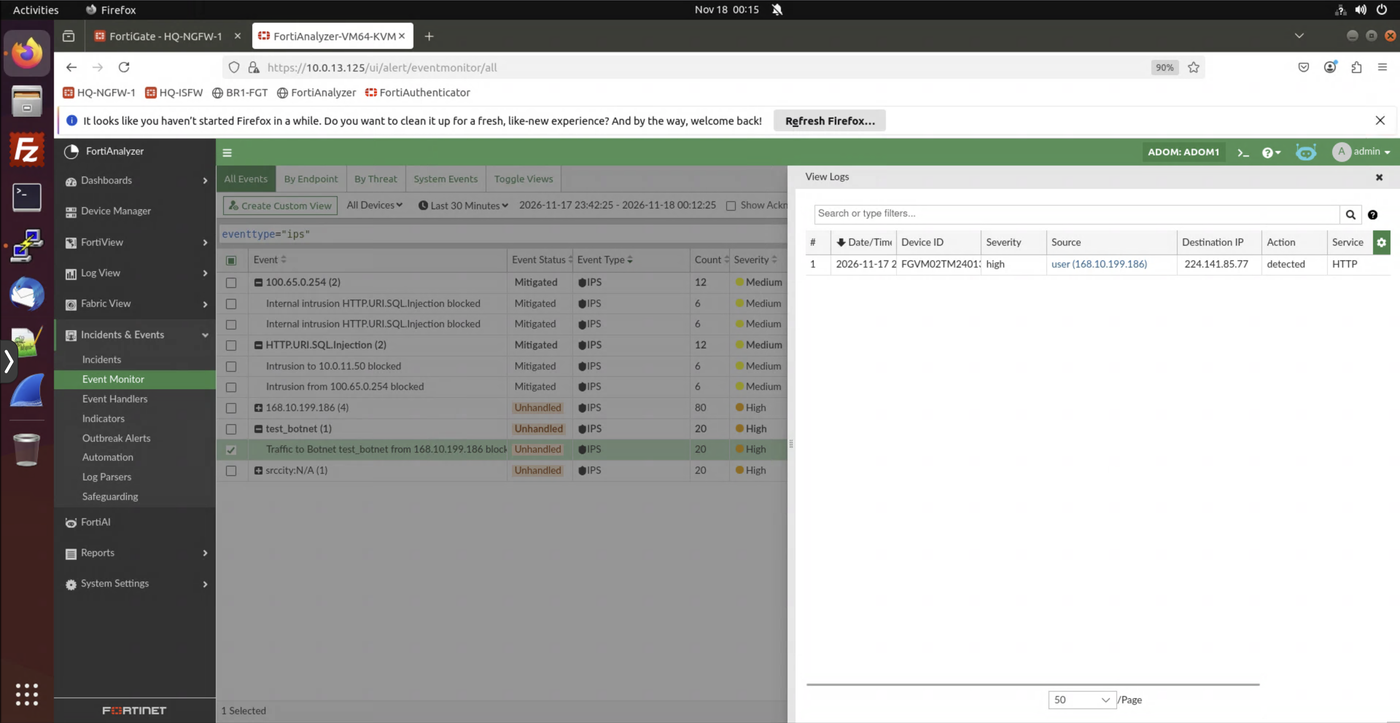 Activities Firefox Nov 18 00:15
FortiGate - HQ-NGFW-1 × FortiAnalyzer-VM64-KVM × +
https://10.0.13.125/ui/alert/eventmonitor/all 90%
HQ-NGFW-1 HQ-ISFW BR1-FGT FortiAnalyzer FortiAuthenticator
It looks like you haven't started Firefox in a while. Do you want to clean it up for a fresh, like-new experience? And by the way, welcome back! Refresh Firefox...
FortiAnalyzer
Dashboards
Device Manager
FortiView
Log View
Fabric View
Incidents & Events
Incidents
Event Monitor
Event Handlers
Indicators
Outbreak Alerts
Automation
Log Parsers
Safeguarding
FortiAI
Reports
System Settings
FORTINET
ADOM: ADOM1 >_ ? A admin
All Events By Endpoint By Threat System Events Toggle Views
Create Custom View All Devices Last 30 Minutes 2026-11-17 23:42:25 - 2026-11-18 00:12:25 Show Ackn
eventtype="ips"
Event Event Status Event Type Count Severity
100.65.0.254 (2) Mitigated IPS 12 Medium
Internal intrusion HTTP.URI.SQL.Injection blocked Mitigated IPS 6 Medium
Internal intrusion HTTP.URI.SQL.Injection blocked Mitigated IPS 6 Medium
HTTP.URI.SQL.Injection (2) Mitigated IPS 12 Medium
Intrusion to 10.0.11.50 blocked Mitigated IPS 6 Medium
Intrusion from 100.65.0.254 blocked Mitigated IPS 6 Medium
168.10.199.186 (4) Unhandled IPS 80 High
test_botnet (1) Unhandled IPS 20 High
Traffic to Botnet test_botnet from 168.10.199.186 block Unhandled IPS 20 High
srccity:N/A (1) Unhandled IPS 20 High
1 Selected
View Logs
Search or type filters...
# Date/Time Device ID Severity Source Destination IP Action Service
1 2026-11-17 2 FGVM02TM2401 high user (168.10.199.186) 224.141.85.77 detected HTTP
50 /Page